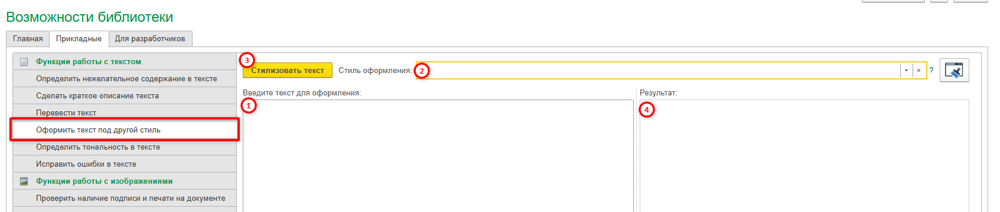 Возможности библиотеки
Главная Прикладные Для разработчиков
Функции работы с текстом
Определить нежелательное содержание в тексте
Сделать краткое описание текста
Перевести текст
Оформить текст под другой стиль
Определить тональность в тексте
Исправить ошибки в тексте
Функции работы с изображениями
Проверить наличие подписи и печати на документе
3
Стилизовать текст Стиль оформления: 2 ?
Введите текст для оформления:
1
Результат:
4